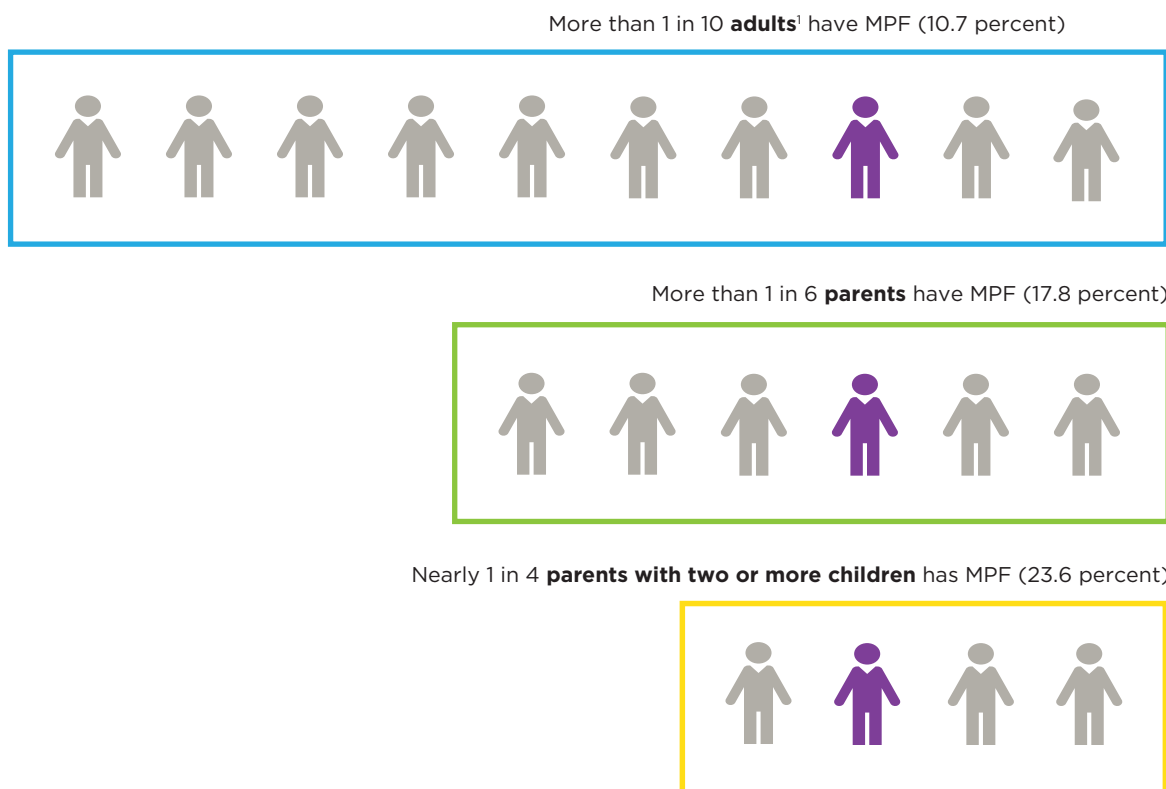 More than 1 in 10 adults¹ have MPF (10.7 percent)
More than 1 in 6 parents have MPF (17.8 percent)
Nearly 1 in 4 parents with two or more children has MPF (23.6 percent)